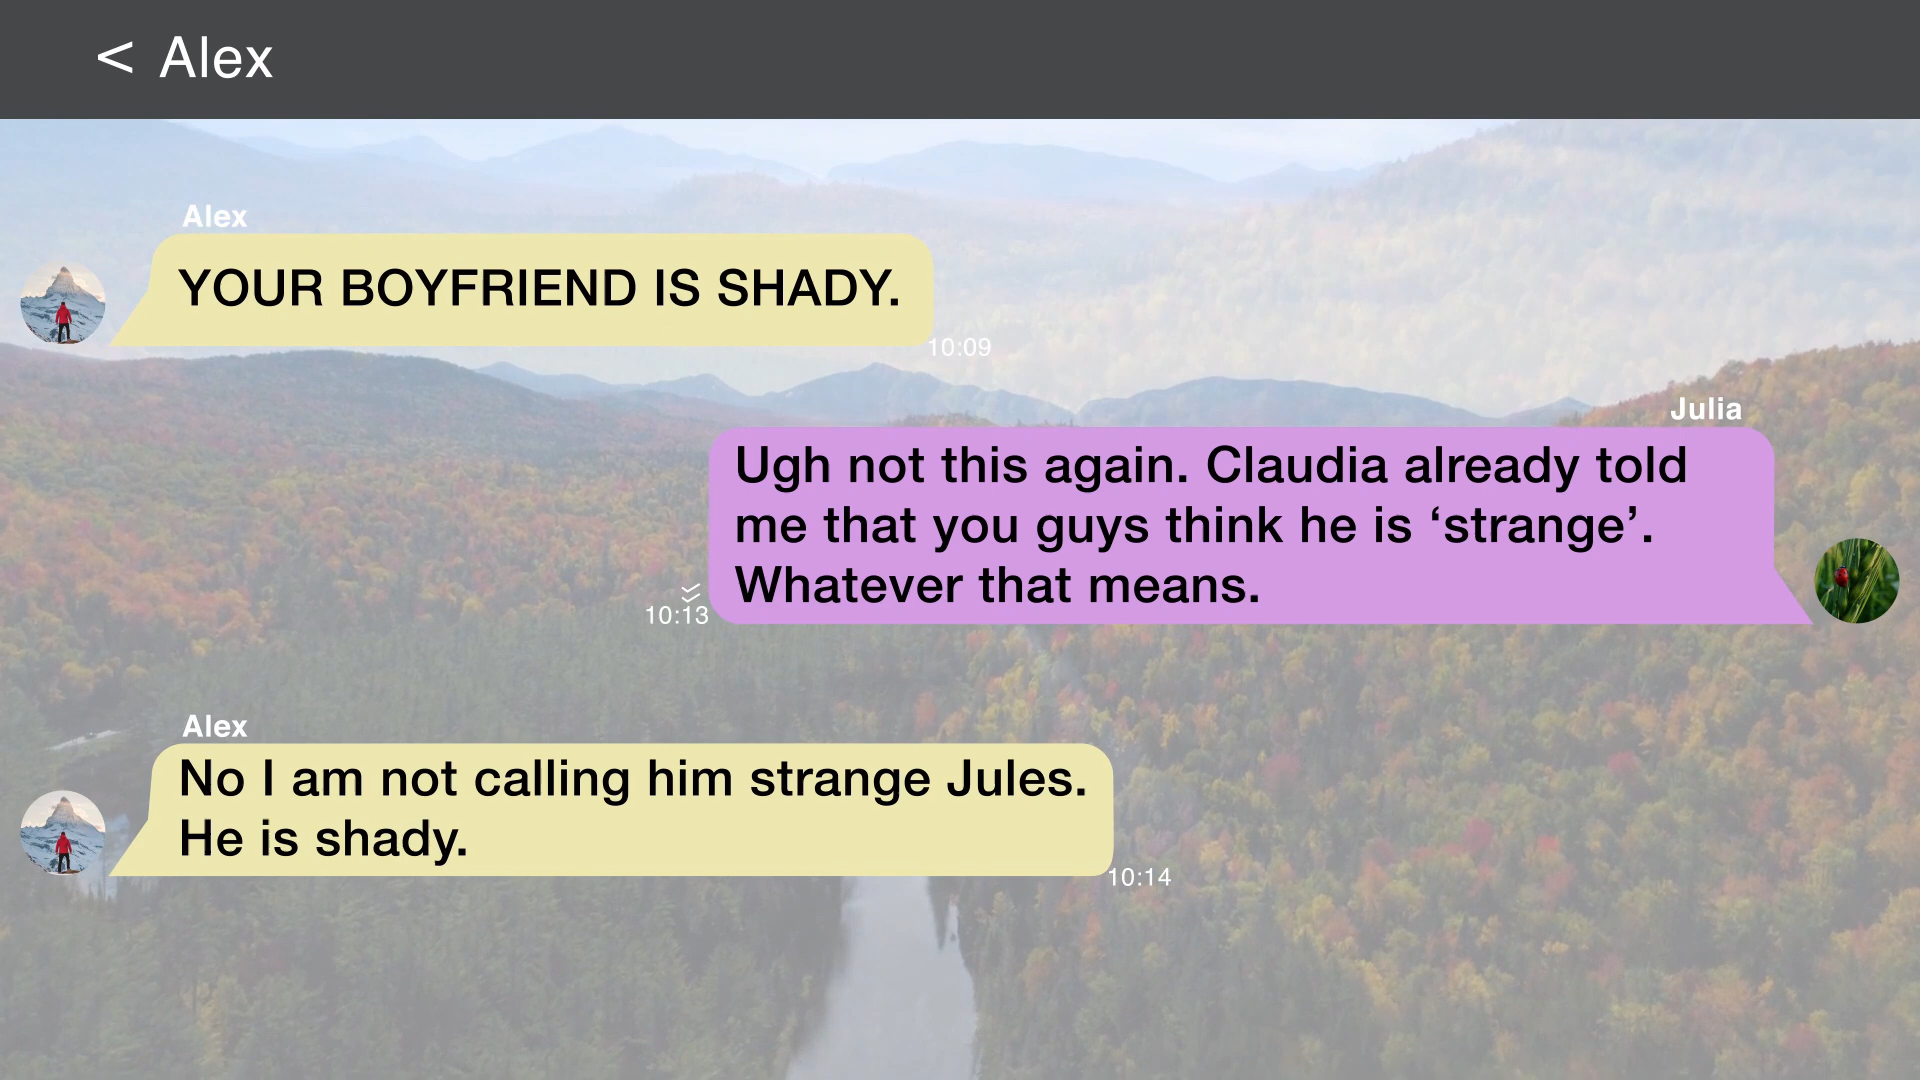 < Alex
Alex
YOUR BOYFRIEND IS SHADY.
10:09
Julia
Ugh not this again. Claudia already told
me that you guys think he is ‘strange’.
Whatever that means.
10:13
Alex
No I am not calling him strange Jules.
He is shady.
10:14